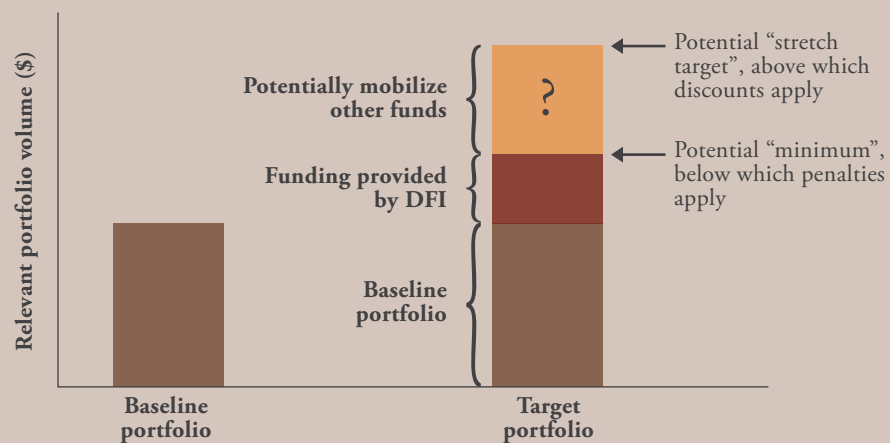 Relevant portfolio volume ($)
Potentially mobilize
other funds
Funding provided
by DFI
Baseline
portfolio
?
Potential “stretch
target”, above which
discounts apply
Potential “minimum”,
below which penalties
apply
Baseline
portfolio
Target
portfolio